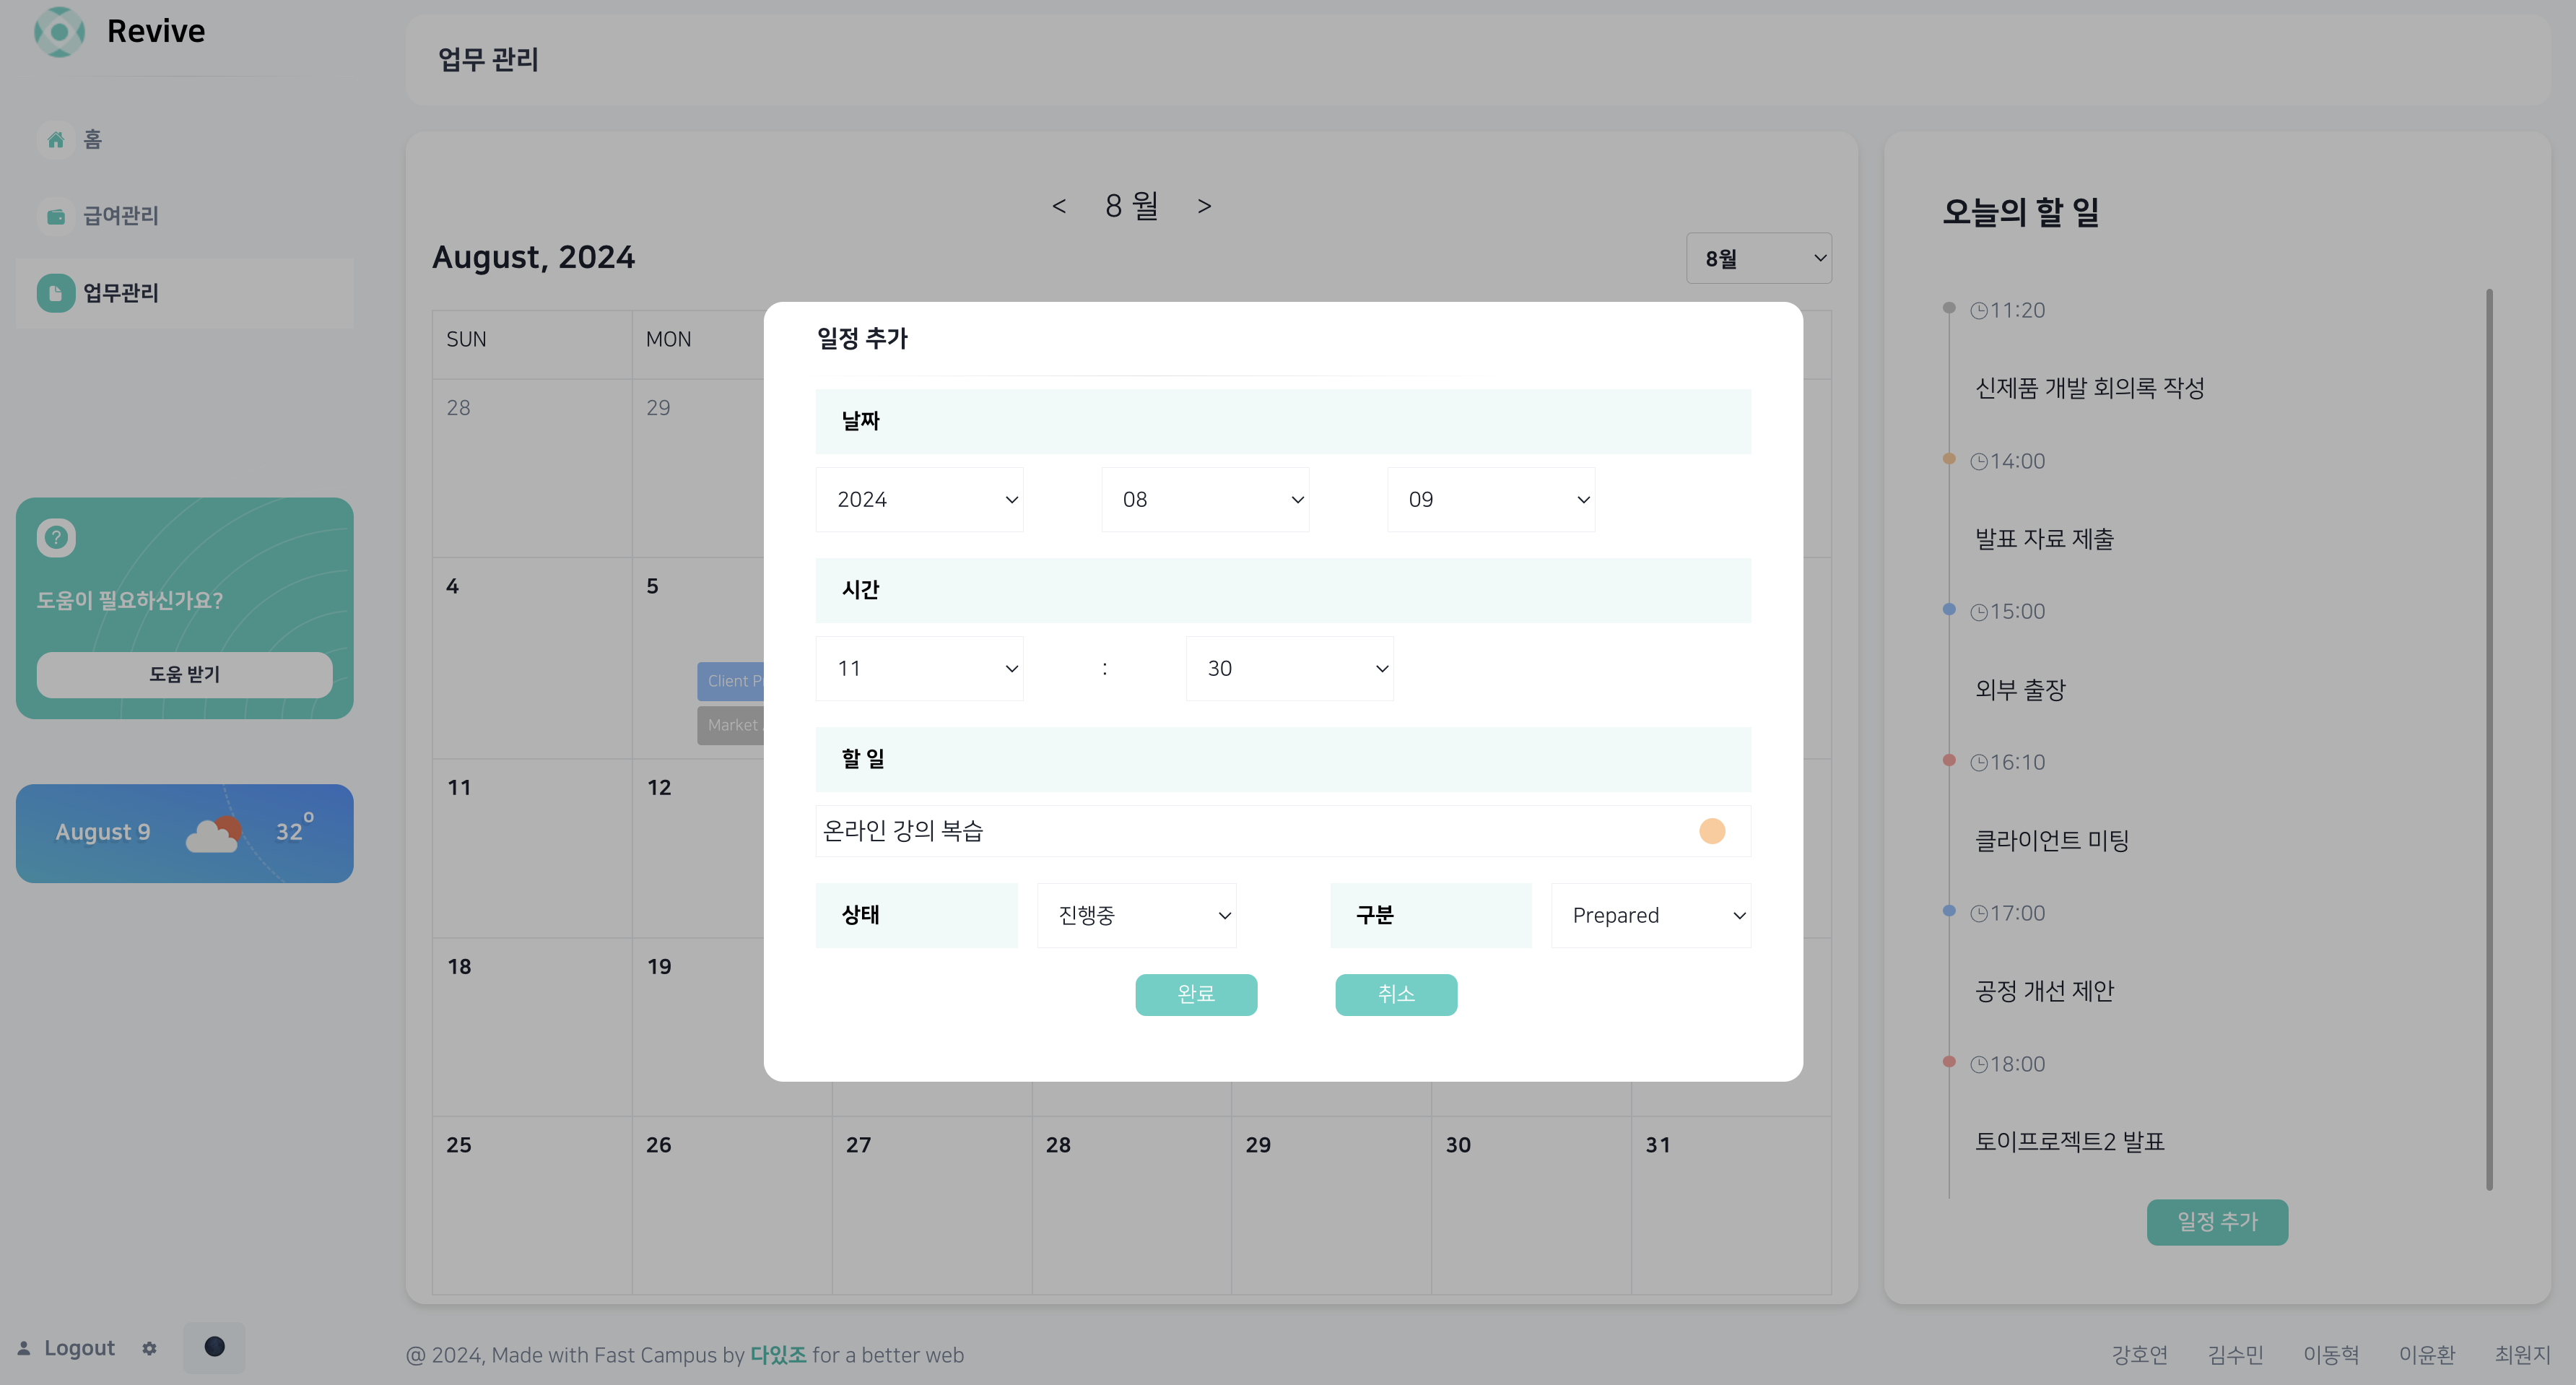 Revive
홈
급여관리
업무관리
?
도움이 필요하신가요?
도움 받기
August 9
32°
Logout
업무 관리
< 8 월 >
August, 2024
8월
SUN MON
28 29
4 5
Client P
Market
11 12
18 19
25 26 27 28 29 30 31
일정 추가
날짜
2024 08 09
시간
11 : 30
할 일
온라인 강의 복습
상태 진행중 구분 Prepared
완료 취소
오늘의 할 일
11:20
신제품 개발 회의록 작성
14:00
발표 자료 제출
15:00
외부 출장
16:10
클라이언트 미팅
17:00
공정 개선 제안
18:00
토이프로젝트2 발표
일정 추가
@ 2024, Made with Fast Campus by 다있조 for a better web
강호연 김수민 이동혁 이윤환 최원지